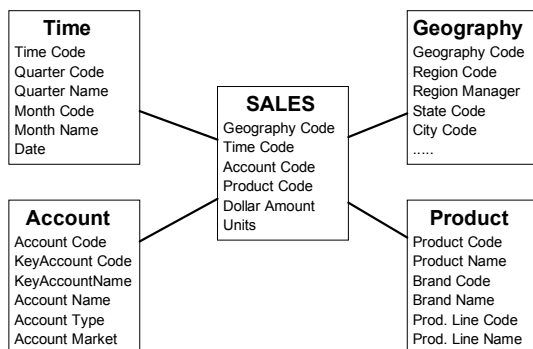 Time
Time Code
Quarter Code
Quarter Name
Month Code
Month Name
Date
Geography
Geography Code
Region Code
Region Manager
State Code
City Code
.....
SALES
Geography Code
Time Code
Account Code
Product Code
Dollar Amount
Units
Account
Account Code
KeyAccount Code
KeyAccountName
Account Name
Account Type
Account Market
Product
Product Code
Product Name
Brand Code
Brand Name
Prod. Line Code
Prod. Line Name